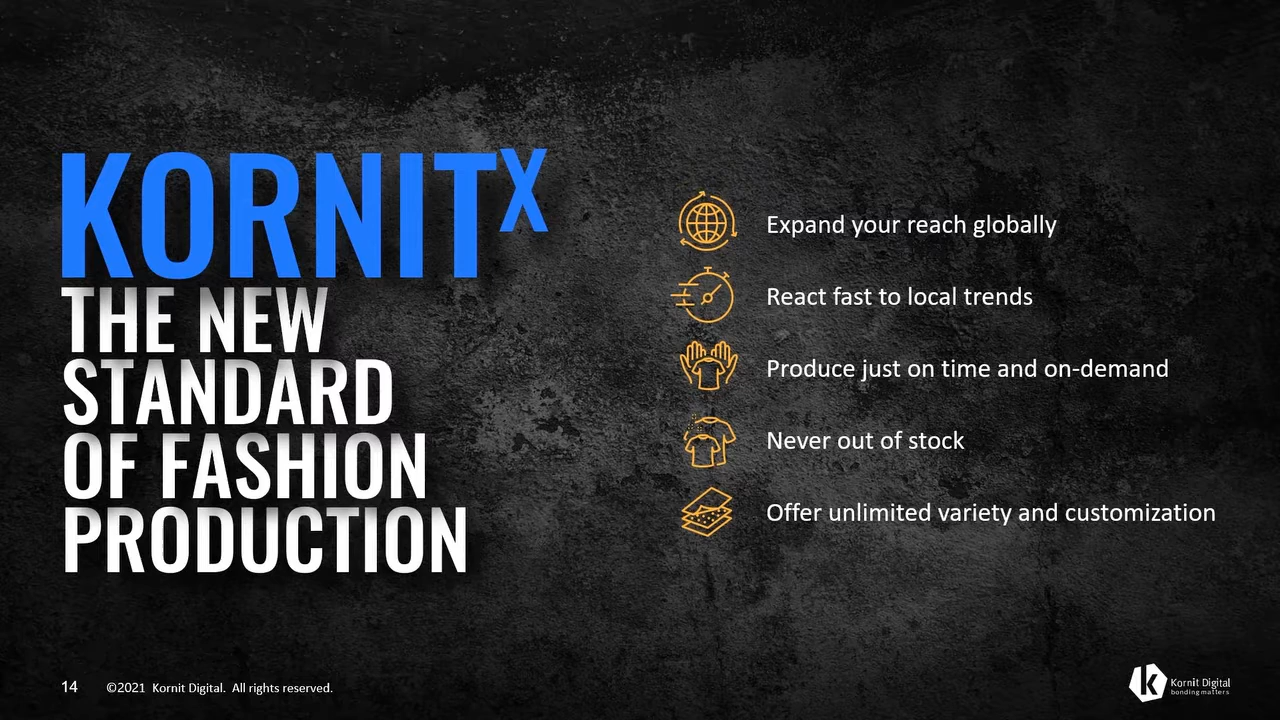 KORNITX
THE NEW
STANDARD
OF FASHION
PRODUCTION
Expand your reach globally
React fast to local trends
Produce just on time and on-demand
Never out of stock
Offer unlimited variety and customization
14 ©2021 Kornit Digital. All rights reserved.
Kornit Digital
bonding matters